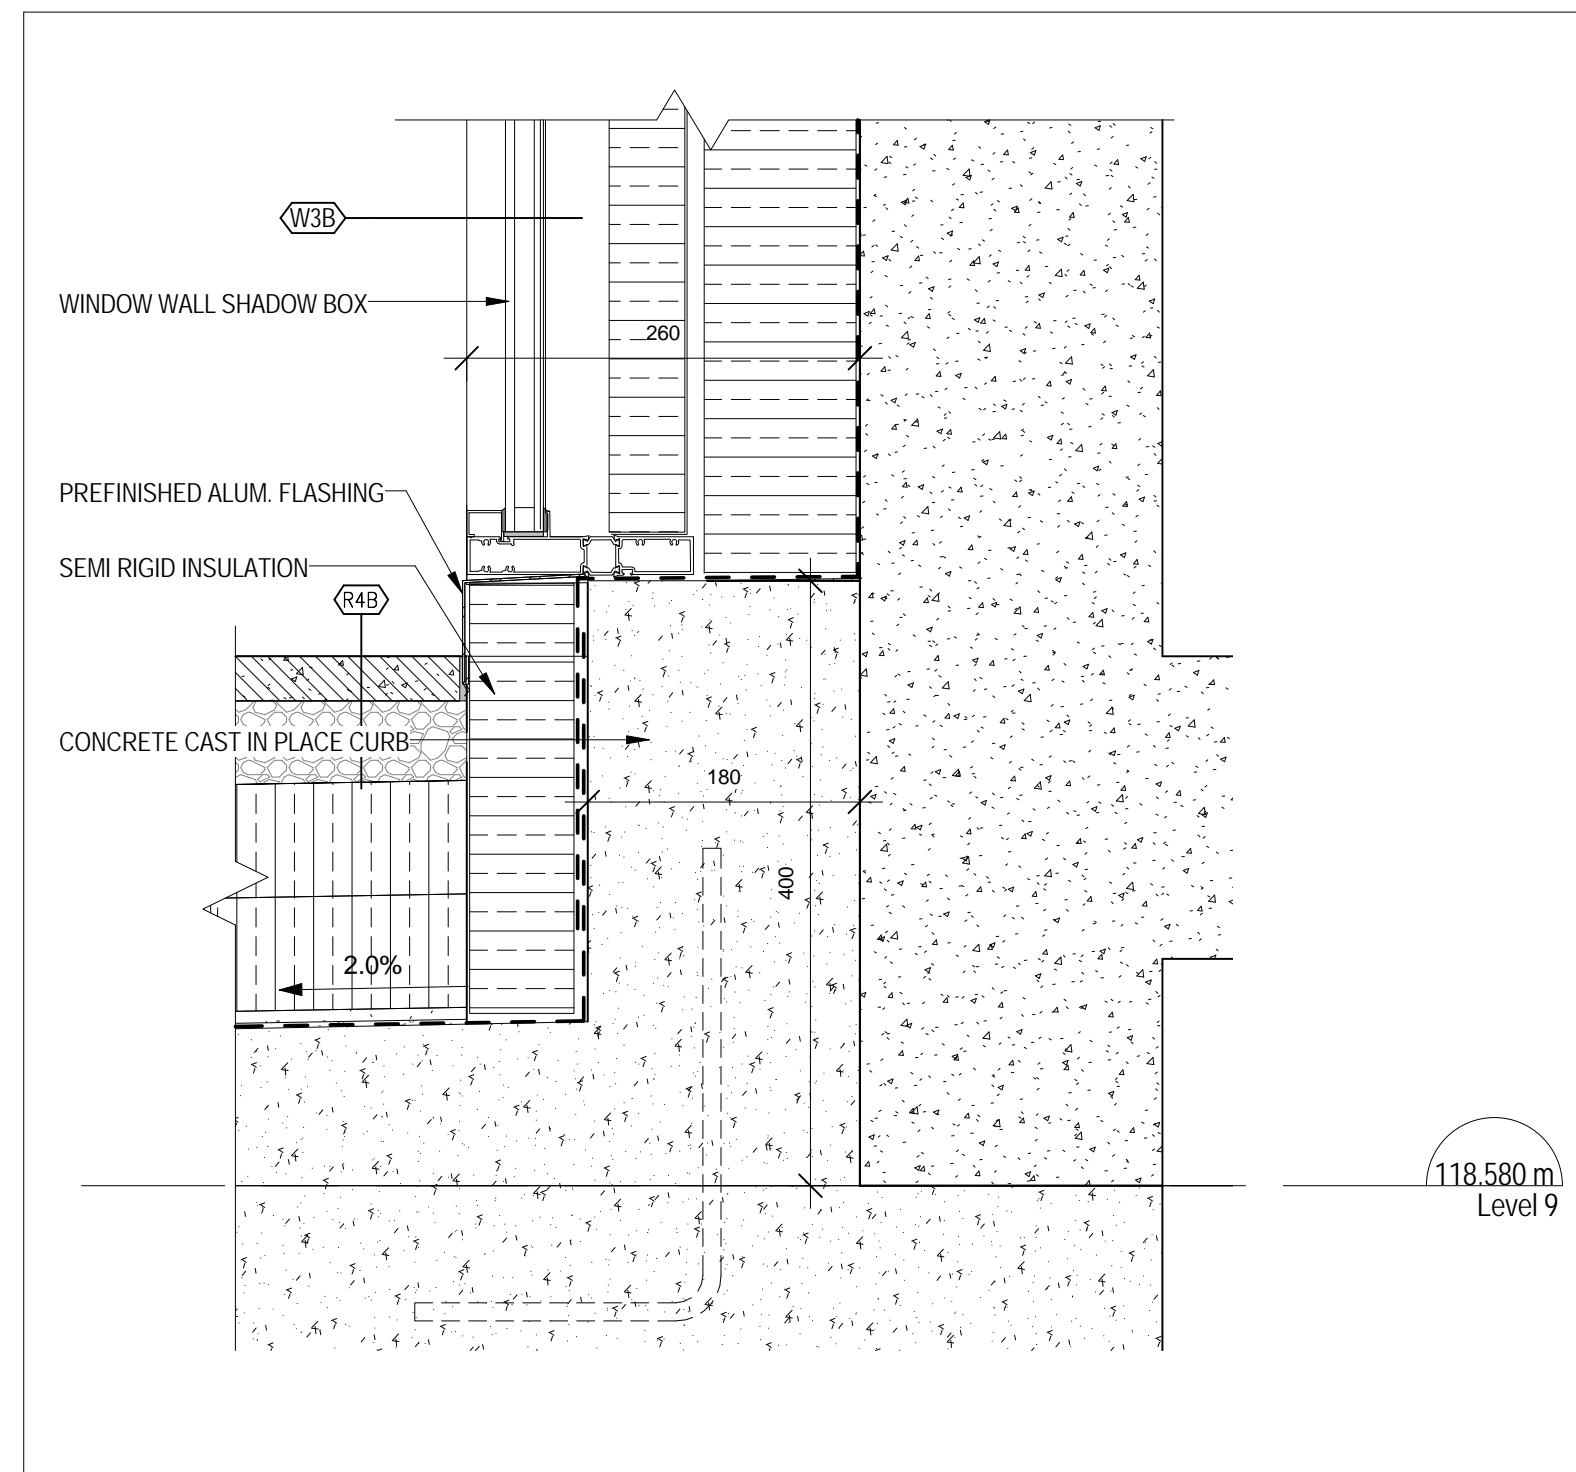 W3B
WINDOW WALL SHADOW BOX
260
PREFINISHED ALUM. FLASHING
SEMI RIGID INSULATION
R4B
CONCRETE CAST IN PLACE CURB
180
400
2.0%
118.580 m
Level 9